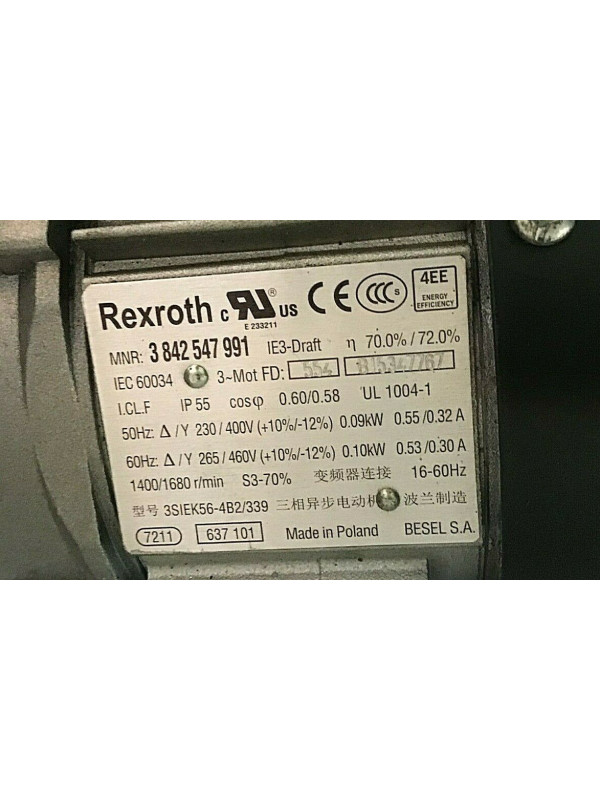 Rexroth c RU ® US CE CCC S 4EE
E 233211 ENERGY EFFICIENCY
MNR: 3 842 547 991 IE3-Draft η 70.0% / 72.0%
IEC 60034 3~Mot FD: 554
I.CL.F IP 55 cosφ 0.60/0.58 UL 1004-1
50Hz: Δ / Y 230 / 400V (+10%/-12%) 0.09kW 0.55 /0.32 A
60Hz: Δ / Y 265 / 460V (+10%/-12%) 0.10kW 0.53 /0.30 A
1400/1680 r/min S3-70% 变频器连接 16-60Hz
型号 3SIEK56-4B2/339 三相异步电动机 波兰制造
7211 637 101 Made in Poland BESEL S.A.